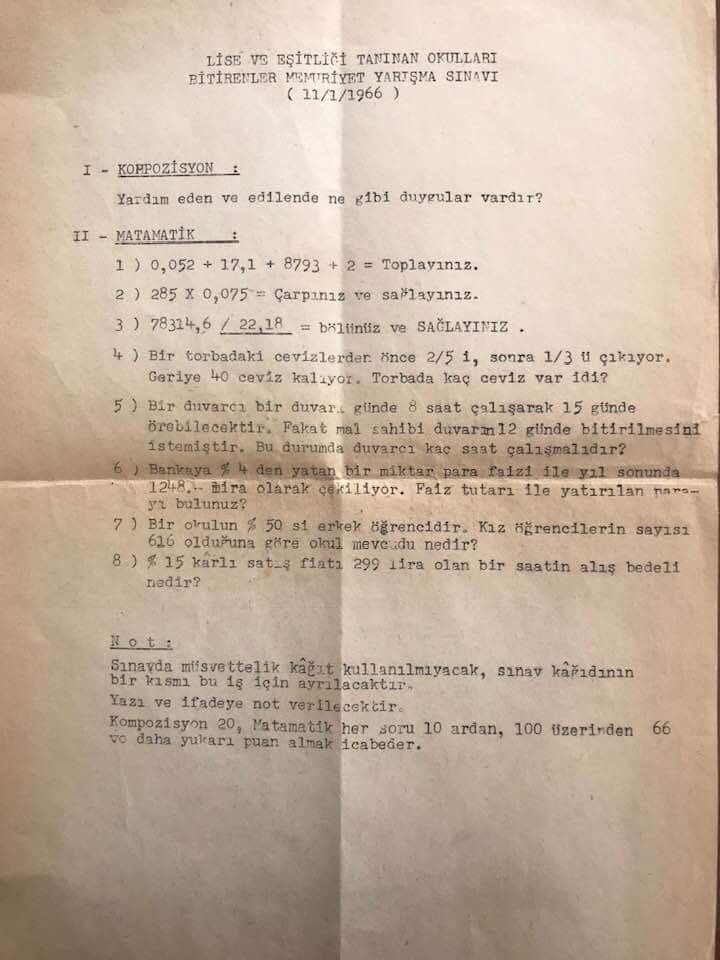 LİSE VE EŞİTLİĞİ TANINAN OKULLARI
BİTİRENLER MEMURİYET YARIŞMA SINAVI
( 11/1/1966 )
I - KOMPOZİSYON :
Yardım eden ve edilende ne gibi duygular vardır?
II - MATAMATİK :
1 ) 0,052 + 17,1 + 8793 + 2 = Toplayınız.
2 ) 285 X 0,075 = Çarpınız ve sağlayınız.
3 ) 78314,6 / 22,18 = bölünüz ve SAĞLAYINIZ .
4 ) Bir torbadaki cevizlerden önce 2/5 i, sonra 1/3 ü çıkıyor.
Geriye 40 ceviz kalıyor. Torbada kaç ceviz var idi?
5 ) Bir duvarcı bir duvarı günde 8 saat çalışarak 15 günde
örebilecektir. Fakat mal sahibi duvarın12 günde bitirilmesini
istemiştir. Bu durumda duvarcı kaç saat çalışmalıdır?
6 ) Bankaya % 4 den yatan bir miktar para faizi ile yıl sonunda
1248.- lira olarak çekiliyor. Faiz tutarı ile yatırılan para-
yı bulunuz?
7 ) Bir okulun % 50 si erkek öğrencidir. Kız öğrencilerin sayısı
616 olduğuna göre okul mevcudu nedir?
8 ) % 15 kârlı satış fiatı 299 lira olan bir saatin alış bedeli
nedir?
N o t :
Sınavda müsvettelik kâğıt kullanılmıyacak, sınav kâğıdının
bir kısmı bu iş için ayrılacaktır.
Yazı ve ifadeye not verilecektir.
Kompozisyon 20, Matamatik her soru 10 ardan, 100 üzerinden 66
ve daha yukarı puan almak icabeder.